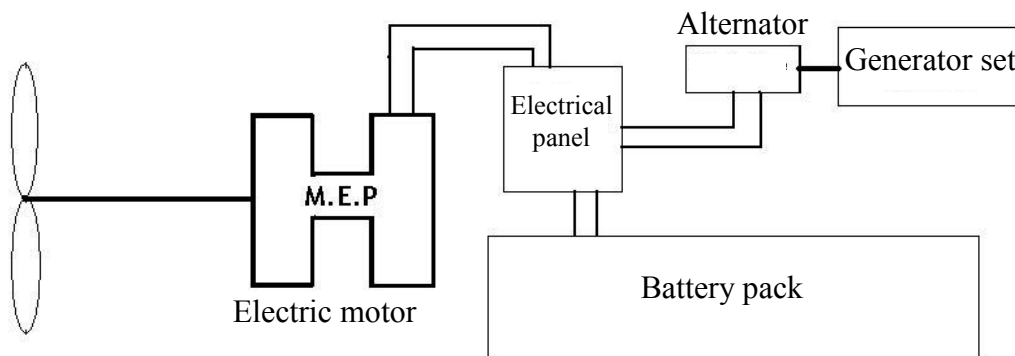 Alternator
Generator set
Electrical
panel
M.E.P
Electric motor
Battery pack